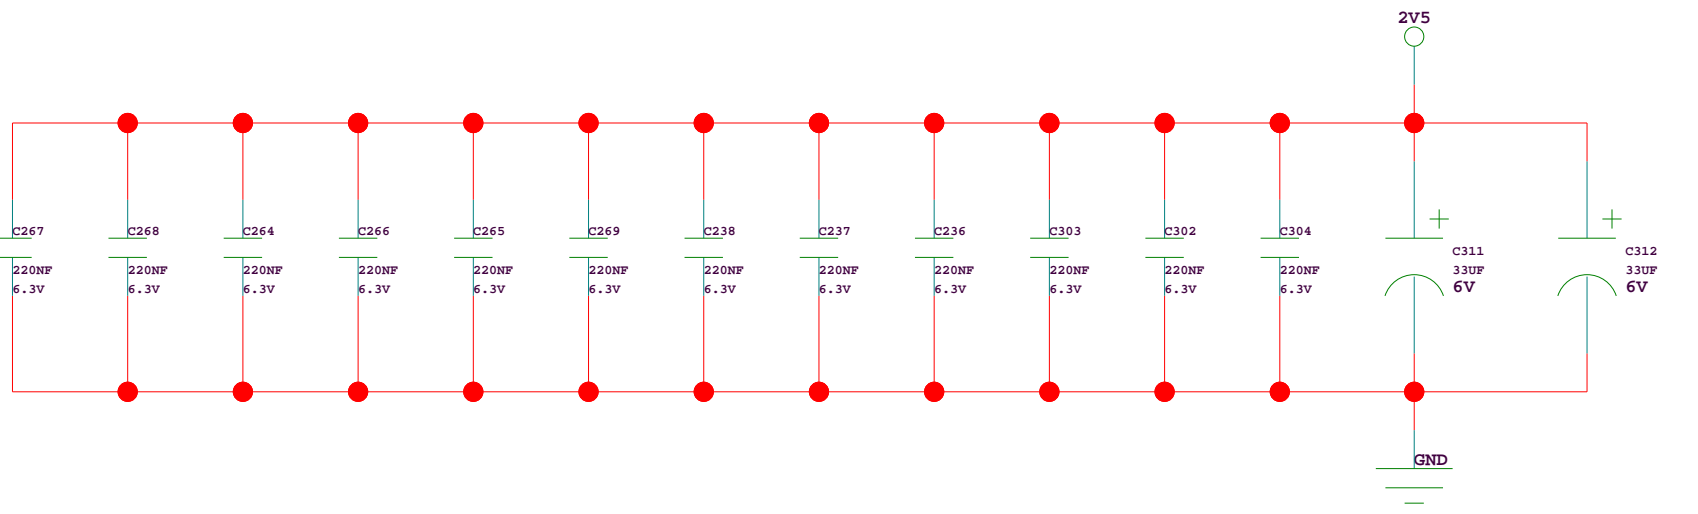 2V5
C267
220NF
6.3V
C268
220NF
6.3V
C264
220NF
6.3V
C266
220NF
6.3V
C265
220NF
6.3V
C269
220NF
6.3V
C238
220NF
6.3V
C237
220NF
6.3V
C236
220NF
6.3V
C303
220NF
6.3V
C302
220NF
6.3V
C304
220NF
6.3V
C311
33UF
6V
C312
33UF
6V
GND